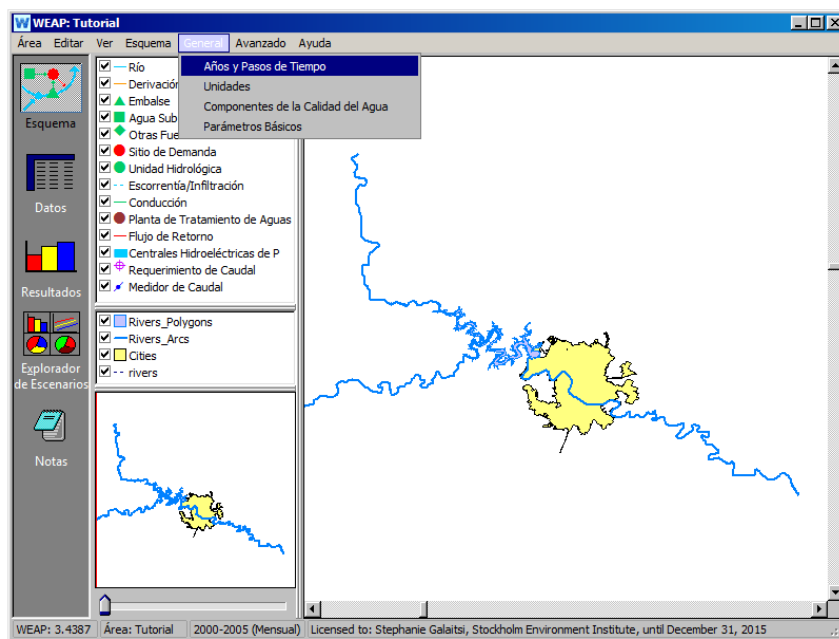 WEAP: Tutorial
Área Editar Ver Esquema General Avanzado Ayuda
Años y Pasos de Tiempo
Unidades
Componentes de la Calidad del Agua
Parámetros Básicos
Esquema
Datos
Resultados
Explorador
de Escenarios
Notas
Río
Derivación
Embalse
Agua Sub
Otras Fue
Sitio de Demanda
Unidad Hidrológica
Escorrentía/Infiltración
Conducción
Planta de Tratamiento de Aguas
Flujo de Retorno
Centrales Hidroeléctricas de P
Requerimiento de Caudal
Medidor de Caudal
Rivers_Polygons
Rivers_Arcs
Cities
rivers
WEAP: 3.4387 Área: Tutorial 2000-2005 (Mensual) Licensed to: Stephanie Galaitsi, Stockholm Environment Institute, until December 31, 2015